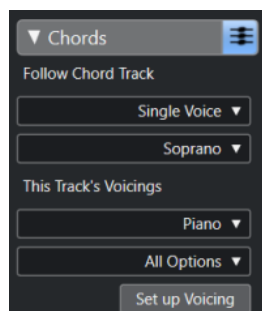 Chords
Follow Chord Track
Single Voice
Soprano
This Track's Voicings
Piano
All Options
Set up Voicing